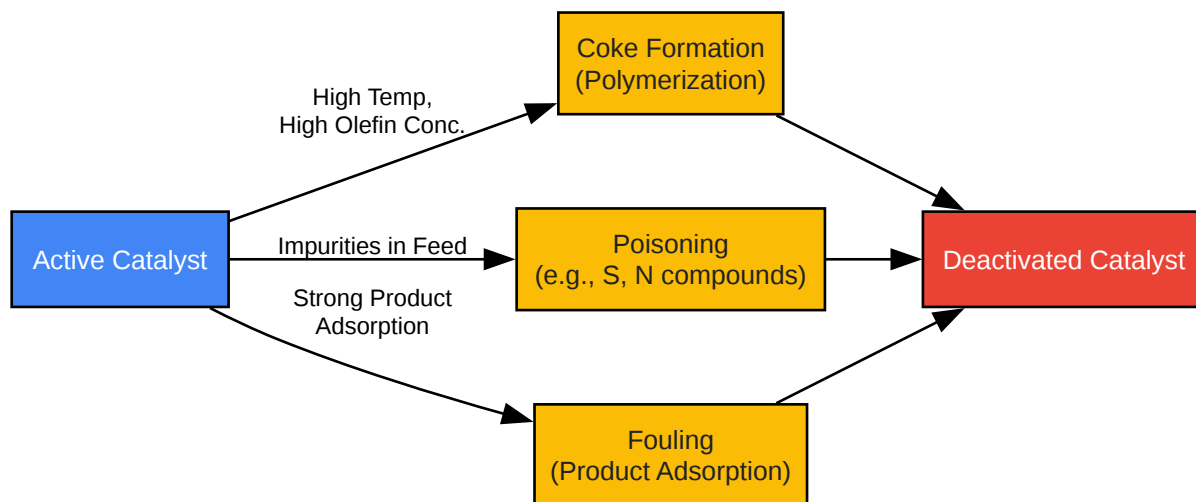 Coke Formation
(Polymerization)
High Temp,
High Olefin Conc.
Active Catalyst
Impurities in Feed
Poisoning
(e.g., S, N compounds)
Deactivated Catalyst
Strong Product
Adsorption
Fouling
(Product Adsorption)